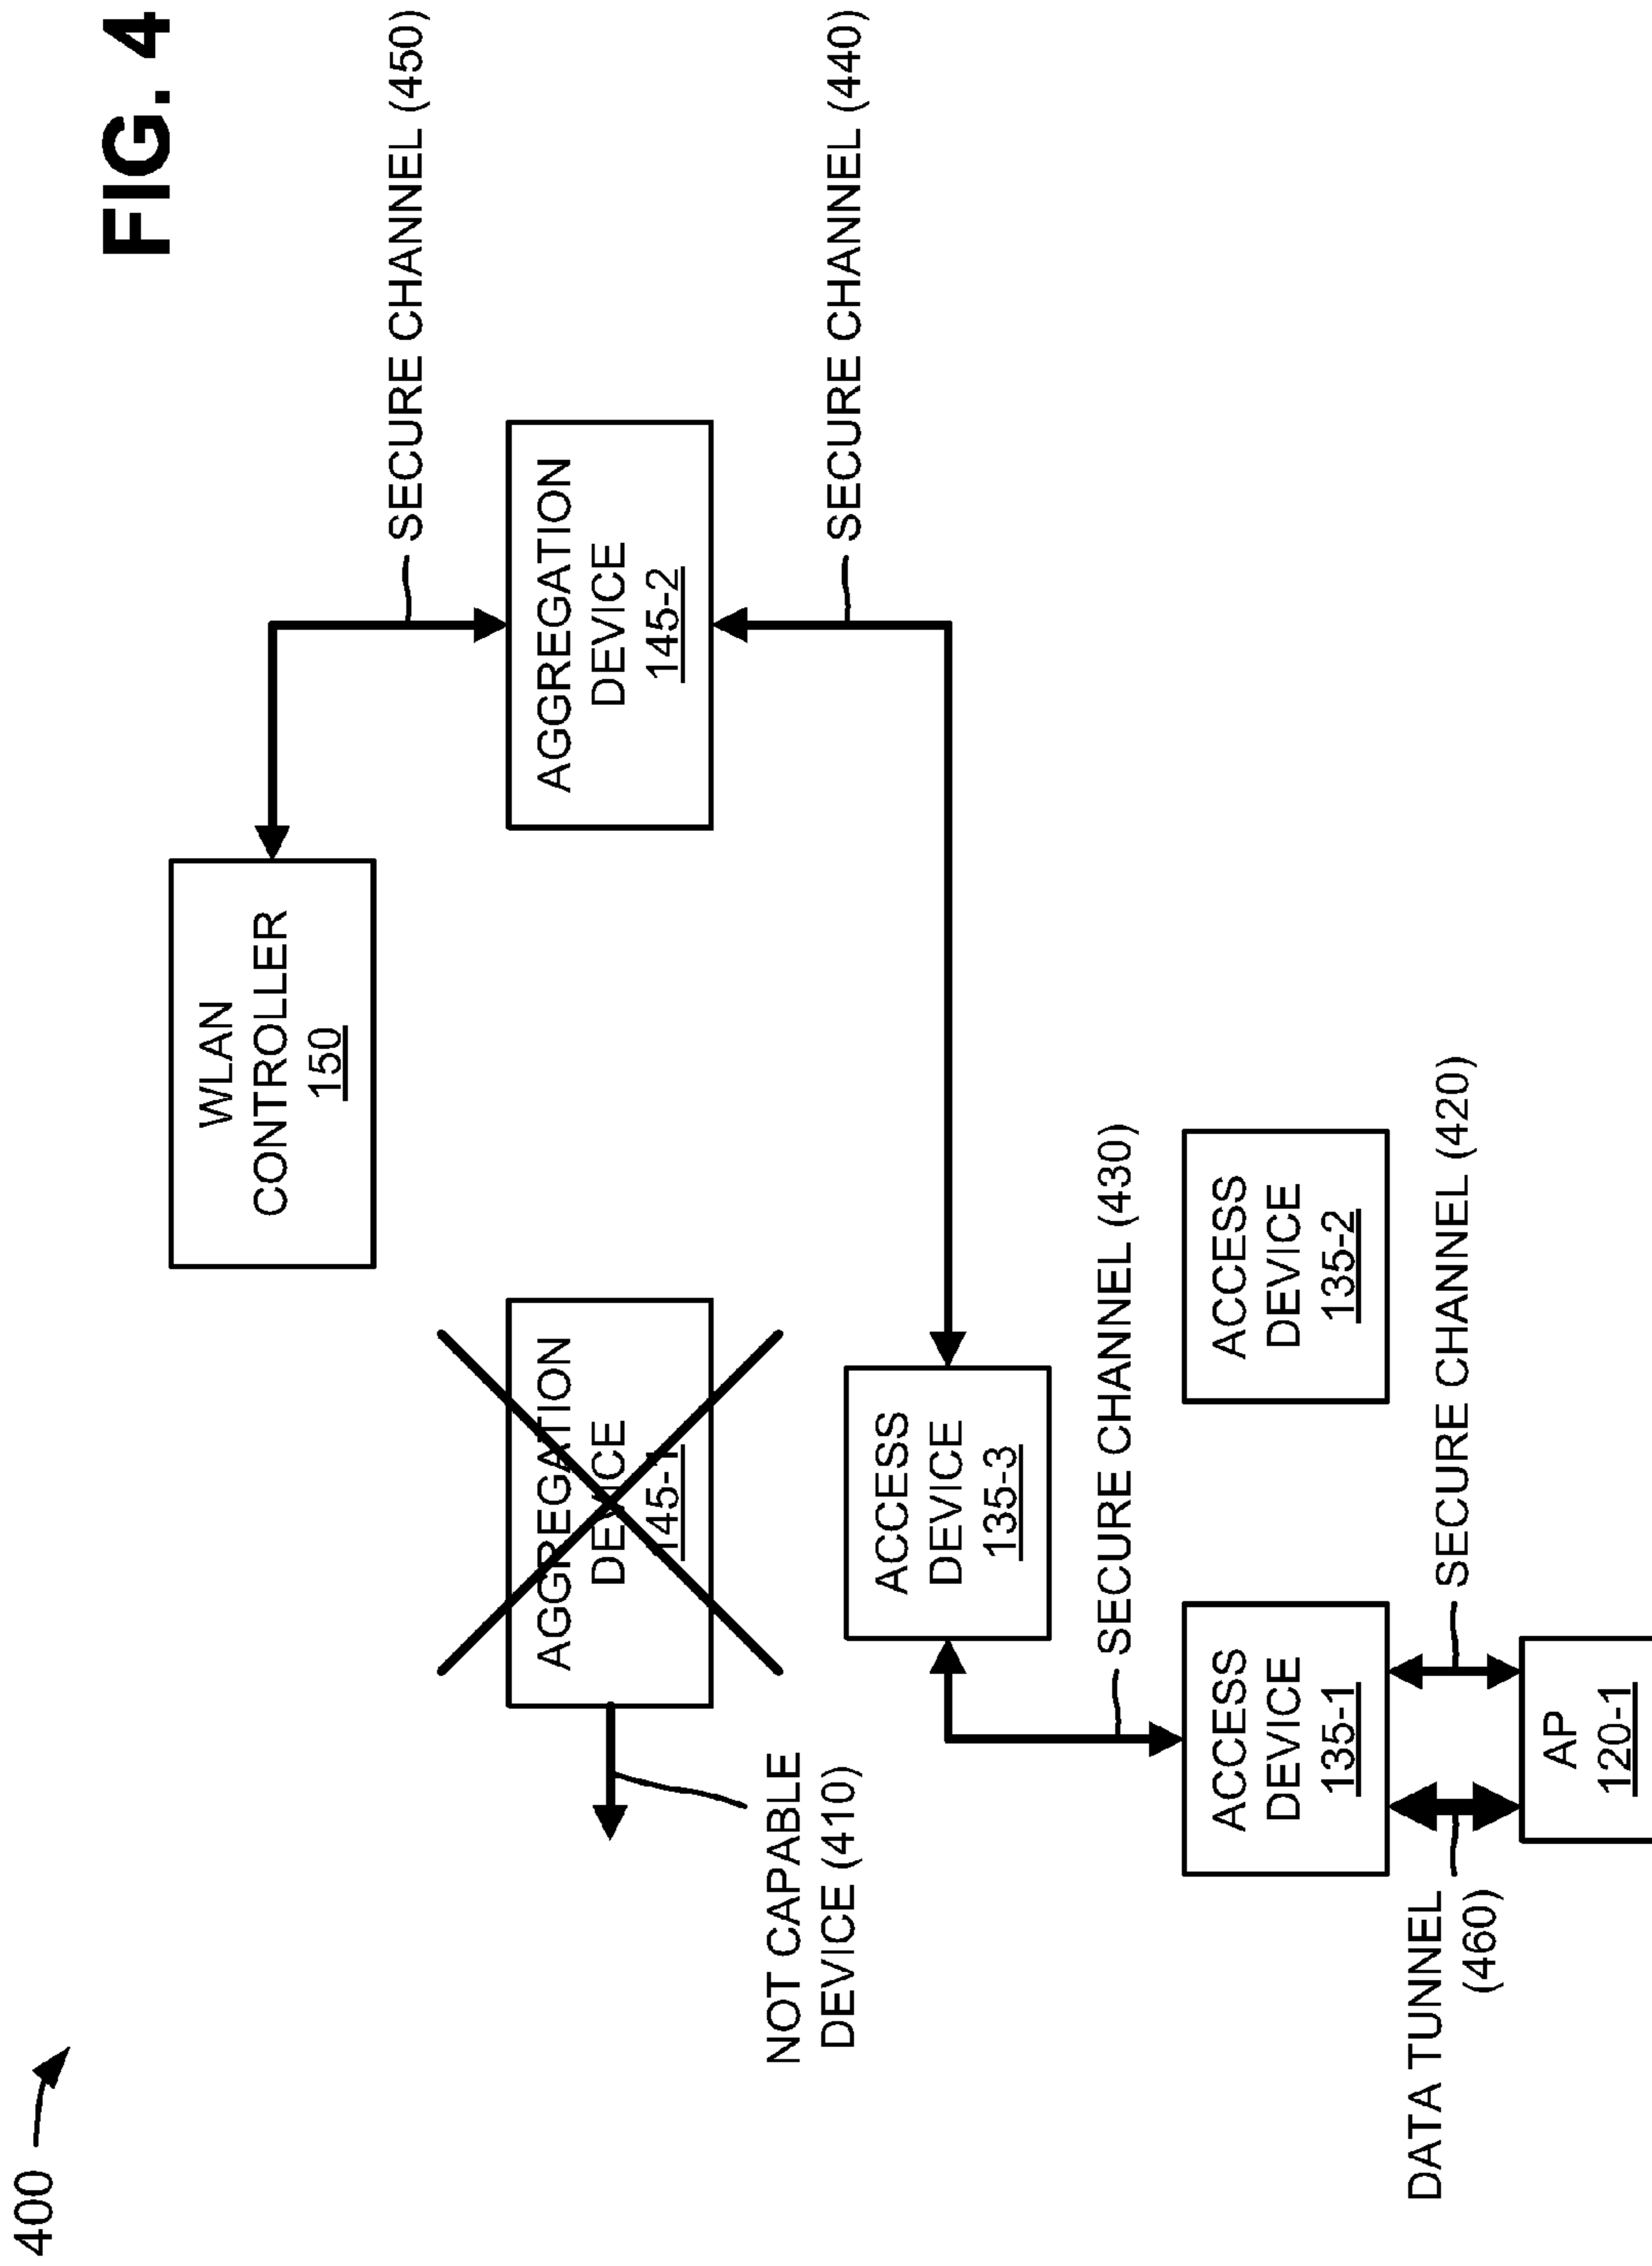 400
FIG. 4
WLAN
CONTROLLER
150
SECURE CHANNEL (450)
AGGREGATION
DEVICE
145-1
AGGREGATION
DEVICE
145-2
NOT CAPABLE
DEVICE (410)
SECURE CHANNEL (440)
ACCESS
DEVICE
135-3
SECURE CHANNEL (430)
ACCESS
DEVICE
135-1
ACCESS
DEVICE
135-2
DATA TUNNEL
(460)
SECURE CHANNEL (420)
AP
120-1